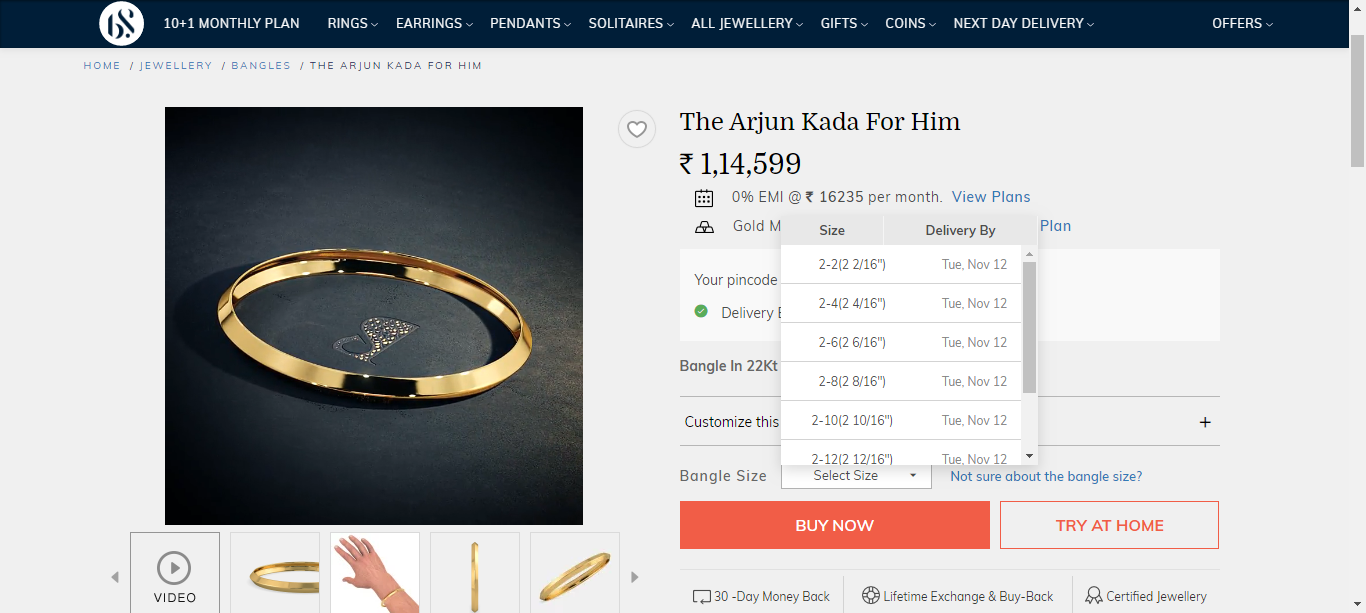 BS 10+1 MONTHLY PLAN RINGS EARRINGS PENDANTS SOLITAIRES ALL JEWELLERY GIFTS COINS NEXT DAY DELIVERY OFFERS
HOME / JEWELLERY / BANGLES / THE ARJUN KADA FOR HIM
The Arjun Kada For Him
₹ 1,14,599
0% EMI @ ₹ 16235 per month. View Plans
Gold M Plan
Size Delivery By
2-2(2 2/16") Tue, Nov 12
Your pincode
2-4(2 4/16") Tue, Nov 12
Delivery
2-6(2 6/16") Tue, Nov 12
Bangle In 22Kt
2-8(2 8/16") Tue, Nov 12
2-10(2 10/16") Tue, Nov 12
Customize this +
2-12(2 12/16") Tue, Nov 12
Bangle Size Select Size Not sure about the bangle size?
BUY NOW TRY AT HOME
VIDEO
30 -Day Money Back Lifetime Exchange & Buy-Back Certified Jewellery